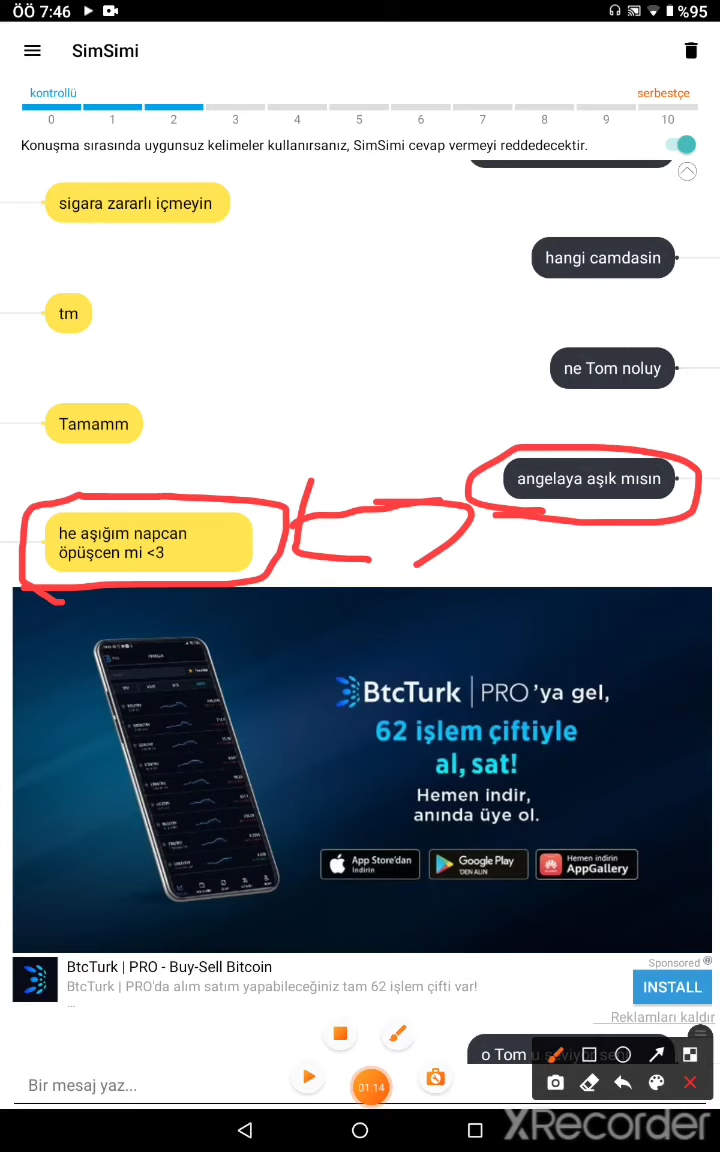 ÖÖ 7:46
%95
SimSimi
kontrollü
serbestçe
0 1 2 3 4 5 6 7 8 9 10
Konuşma sırasında uygunsuz kelimeler kullanırsanız, SimSimi cevap vermeyi reddedecektir.
sigara zararlı içmeyin
hangi camdasin
tm
ne Tom noluy
Tamamm
angelaya aşık mısın
he aşığım napcan
öpüşcen mi <3
BtcTurk | PRO 'ya gel,
62 işlem çiftiyle
al, sat!
Hemen indir,
anında üye ol.
App Store'dan
indirin
Google Play
'DEN ALIN
Hemen indirin
AppGallery
BtcTurk | PRO - Buy-Sell Bitcoin
Sponsored
BtcTurk | PRO'da alım satım yapabileceğiniz tam 62 işlem çifti var!
...
INSTALL
Reklamları kaldır
o Tom
Bir mesaj yaz...
01:14
XRecorder